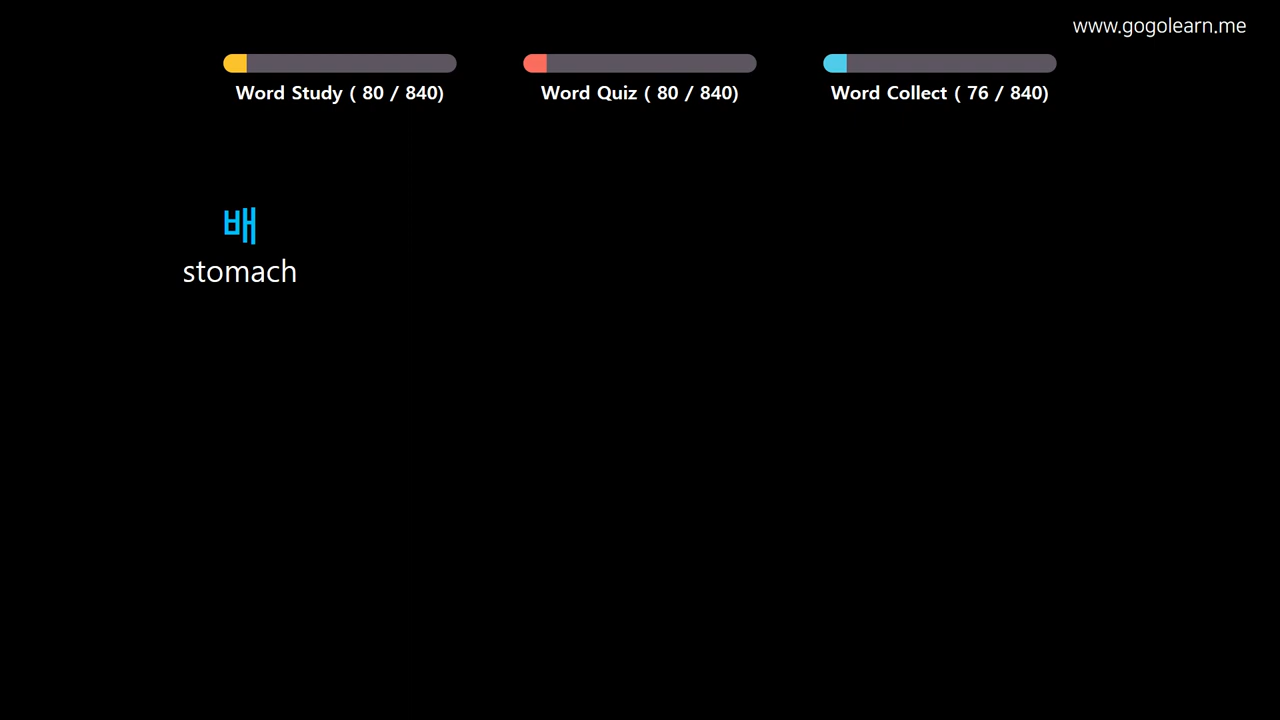 www.gogolearn.me
Word Study ( 80 / 840)
Word Quiz ( 80 / 840)
Word Collect ( 76 / 840)
배
stomach